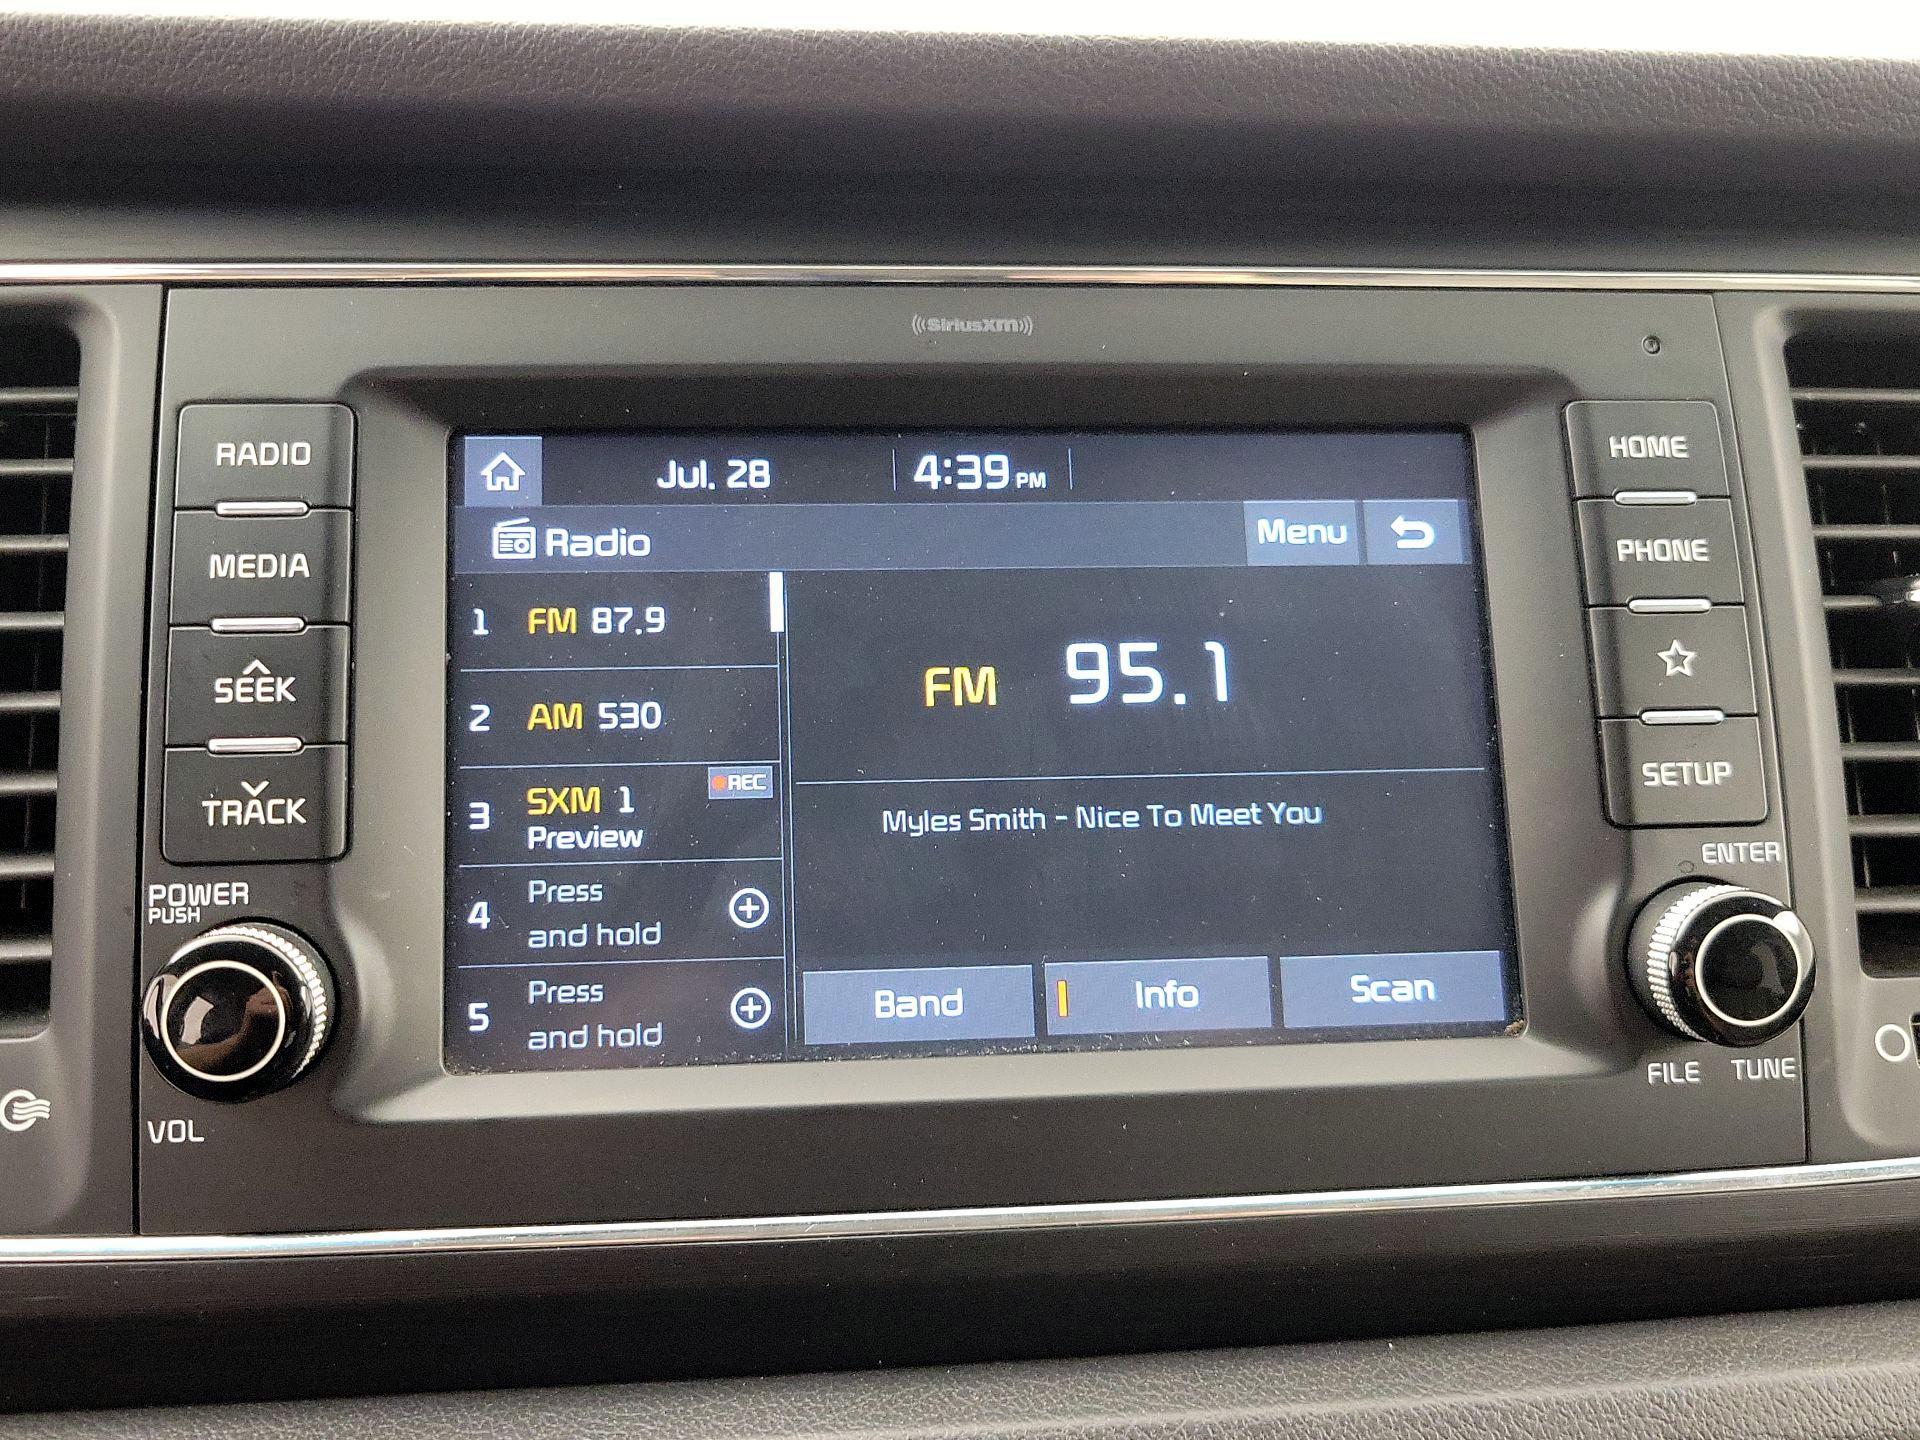 ((SiriusXM))
RADIO
MEDIA
SEEK
TRACK
POWER
PUSH
VOL
Jul. 28
4:39 PM
Radio
Menu
1 FM 87.9
2 AM 530
3 SXM 1
REC
Preview
4 Press
and hold
5 Press
and hold
FM 95.1
Myles Smith - Nice To Meet You
Band
Info
Scan
HOME
PHONE
SETUP
ENTER
FILE TUNE